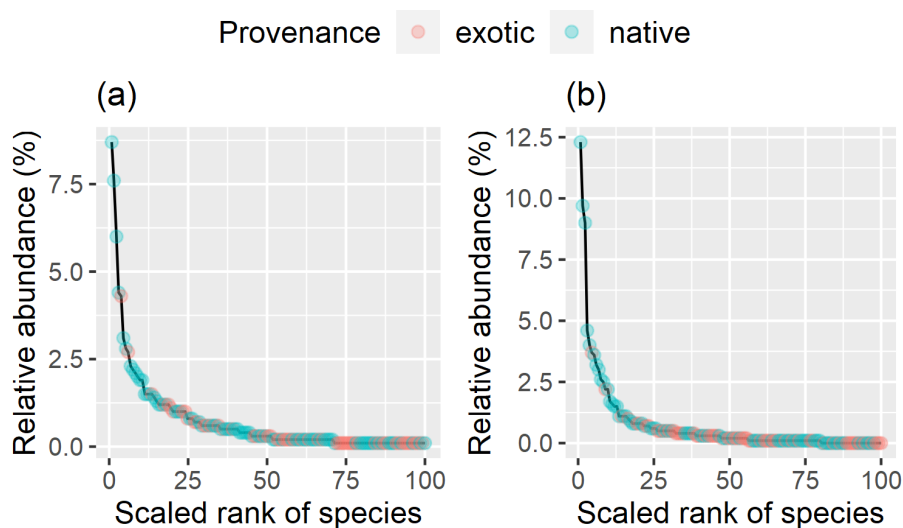 Provenance exotic native
(a) (b)
Relative abundance (%)
7.5
5.0
2.5
0.0
0 25 50 75 100
Scaled rank of species
Relative abundance (%)
12.5
10.0
7.5
5.0
2.5
0.0
0 25 50 75 100
Scaled rank of species